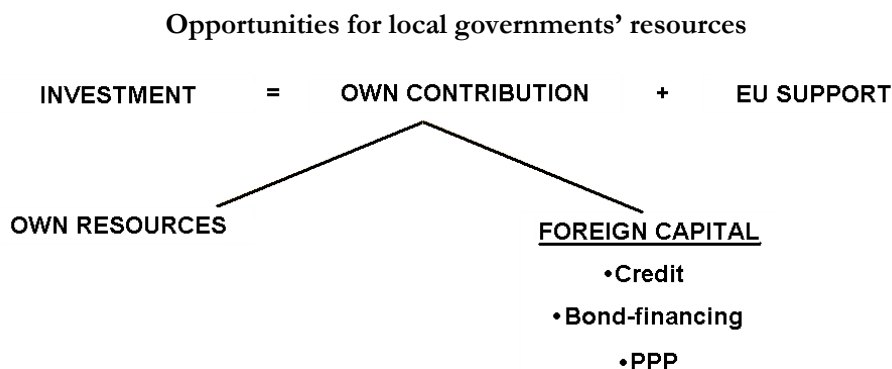 Opportunities for local governments’ resources
INVESTMENT = OWN CONTRIBUTION + EU SUPPORT
OWN RESOURCES
FOREIGN CAPITAL
•Credit
•Bond-financing
•PPP